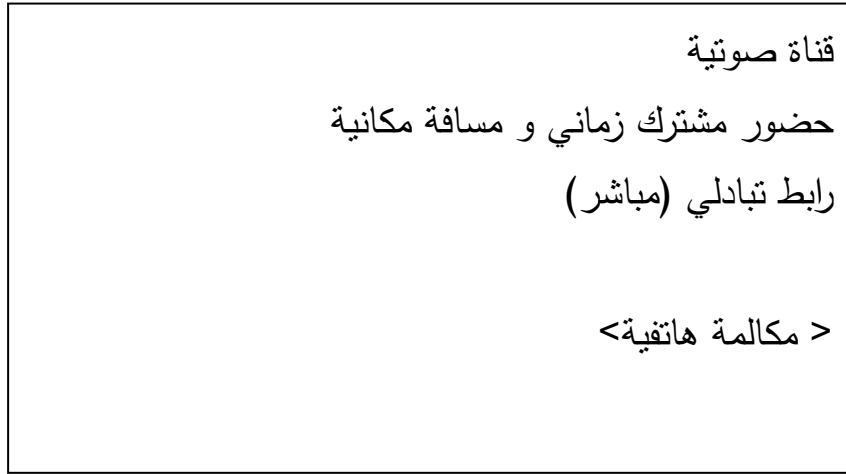 قناة صوتية
حضور مشترك زماني و مسافة مكانية
رابط تبادلي (مباشر)
< مكالمة هاتفية>